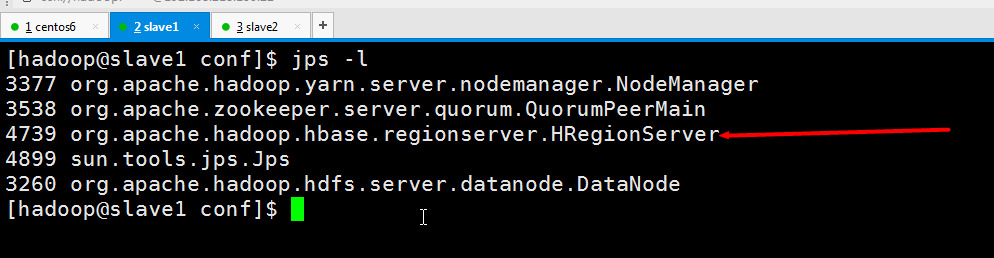 1 centos6 × 2 slave1 × 3 slave2 × +
[hadoop@slave1 conf]$ jps -l
3377 org.apache.hadoop.yarn.server.nodemanager.NodeManager
3538 org.apache.zookeeper.server.quorum.QuorumPeerMain
4739 org.apache.hadoop.hbase.regionserver.HRegionServer
4899 sun.tools.jps.Jps
3260 org.apache.hadoop.hdfs.server.datanode.DataNode
[hadoop@slave1 conf]$